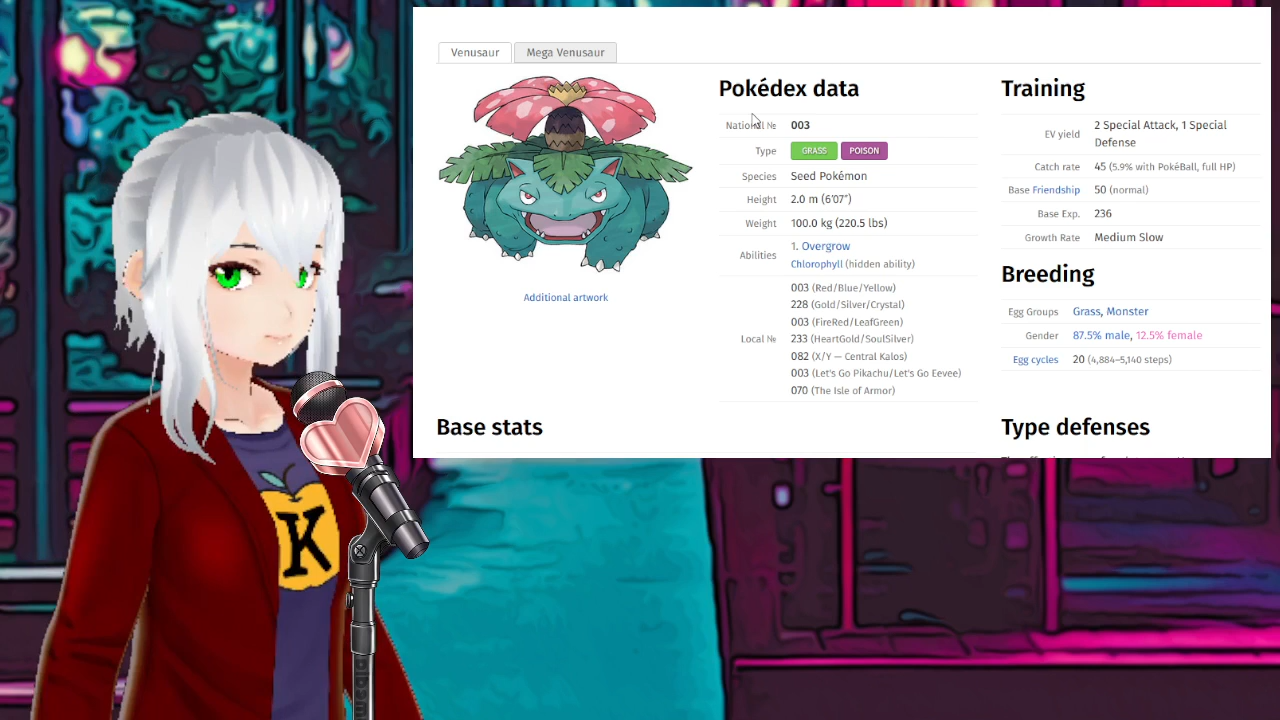 Venusaur
Mega Venusaur
Pokédex data
National № 003
Type GRASS POISON
Species Seed Pokémon
Height 2.0 m (6′07″)
Weight 100.0 kg (220.5 lbs)
Abilities 1. Overgrow
Chlorophyll (hidden ability)
Local № 003 (Red/Blue/Yellow)
228 (Gold/Silver/Crystal)
003 (FireRed/LeafGreen)
233 (HeartGold/SoulSilver)
082 (X/Y — Central Kalos)
003 (Let's Go Pikachu/Let's Go Eevee)
070 (The Isle of Armor)
Additional artwork
Training
EV yield 2 Special Attack, 1 Special
Defense
Catch rate 45 (5.9% with PokéBall, full HP)
Base Friendship 50 (normal)
Base Exp. 236
Growth Rate Medium Slow
Breeding
Egg Groups Grass, Monster
Gender 87.5% male, 12.5% female
Egg cycles 20 (4,884–5,140 steps)
Base stats
Type defenses
K